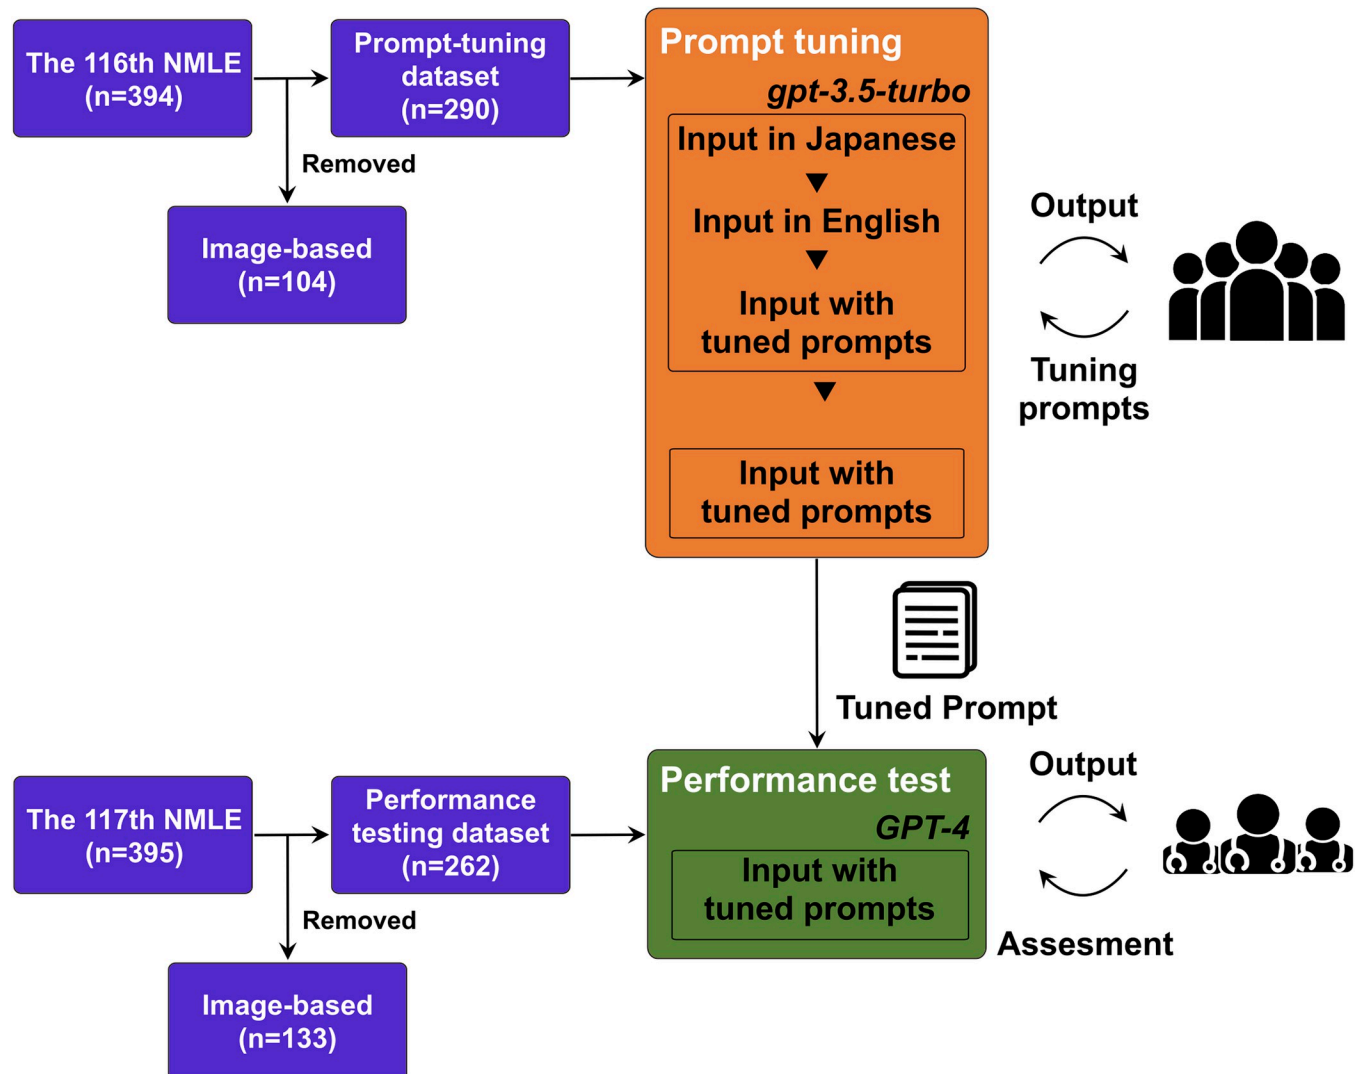 The 116th NMLE
(n=394)
Prompt-tuning
dataset
(n=290)
Removed
Image-based
(n=104)
Prompt tuning
gpt-3.5-turbo
Input in Japanese
Input in English
Input with
tuned prompts
Input with
tuned prompts
Output
Tuning
prompts
Tuned Prompt
The 117th NMLE
(n=395)
Performance
testing dataset
(n=262)
Removed
Image-based
(n=133)
Performance test
GPT-4
Input with
tuned prompts
Output
Assesment